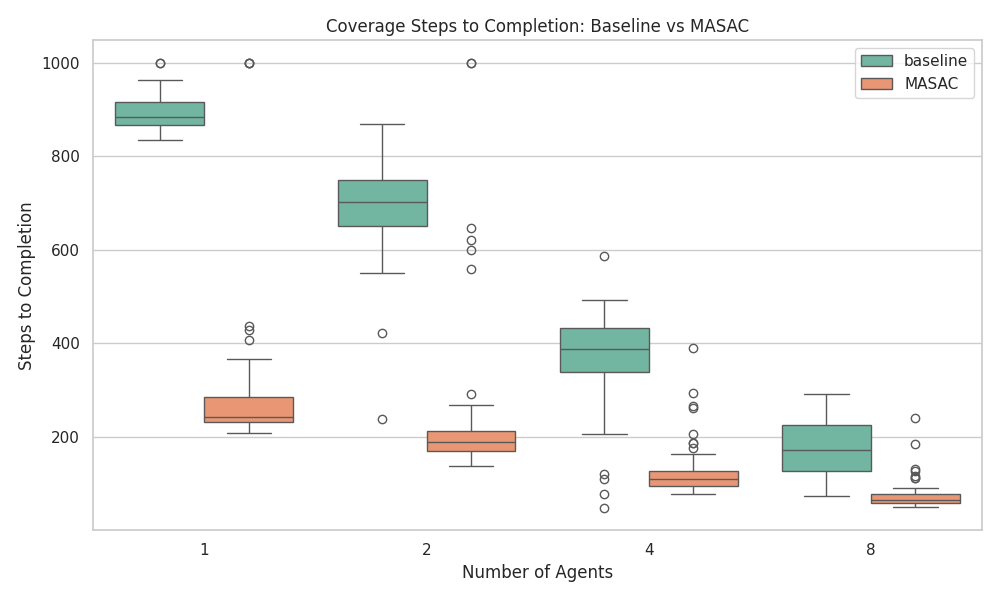 Coverage Steps to Completion: Baseline vs MASAC
baseline
MASAC
1000
800
600
400
200
Steps to Completion
1 2 4 8
Number of Agents